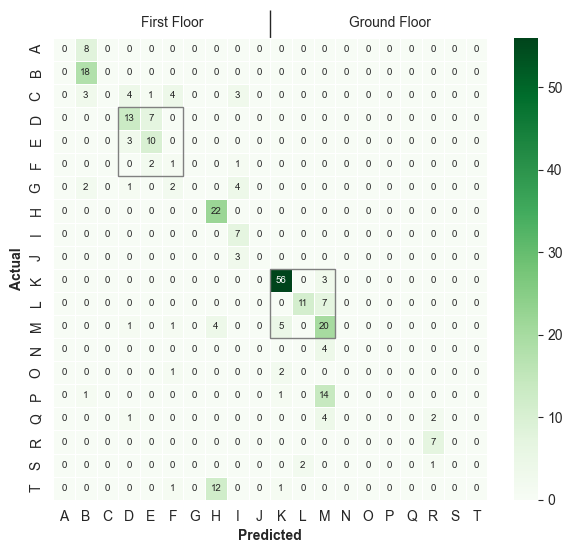 First Floor Ground Floor
A 0 8 0 0 0 0 0 0 0 0 0 0 0 0 0 0 0 0 0 0
B 0 18 0 0 0 0 0 0 0 0 0 0 0 0 0 0 0 0 0 0
C 0 3 0 4 1 4 0 0 3 0 0 0 0 0 0 0 0 0 0 0
D 0 0 0 13 7 0 0 0 0 0 0 0 0 0 0 0 0 0 0 0
E 0 0 0 3 10 0 0 0 0 0 0 0 0 0 0 0 0 0 0 0
F 0 0 0 0 2 1 0 0 1 0 0 0 0 0 0 0 0 0 0 0
G 0 2 0 1 0 2 0 0 4 0 0 0 0 0 0 0 0 0 0 0
H 0 0 0 0 0 0 0 22 0 0 0 0 0 0 0 0 0 0 0 0
I 0 0 0 0 0 0 0 0 7 0 0 0 0 0 0 0 0 0 0 0
J 0 0 0 0 0 0 0 0 3 0 0 0 0 0 0 0 0 0 0 0
K 0 0 0 0 0 0 0 0 0 0 56 0 3 0 0 0 0 0 0 0
L 0 0 0 0 0 0 0 0 0 0 0 11 7 0 0 0 0 0 0 0
M 0 0 0 1 0 1 0 4 0 0 5 0 20 0 0 0 0 0 0 0
N 0 0 0 0 0 0 0 0 0 0 0 0 4 0 0 0 0 0 0 0
O 0 0 0 0 0 1 0 0 0 0 2 0 0 0 0 0 0 0 0 0
P 0 1 0 0 0 0 0 0 0 0 1 0 14 0 0 0 0 0 0 0
Q 0 0 0 1 0 0 0 0 0 0 0 0 4 0 0 0 0 2 0 0
R 0 0 0 0 0 0 0 0 0 0 0 0 0 0 0 0 0 7 0 0
S 0 0 0 0 0 0 0 0 0 0 0 2 0 0 0 0 0 1 0 0
T 0 0 0 0 0 1 0 12 0 0 1 0 0 0 0 0 0 0 0 0
A B C D E F G H I J K L M N O P Q R S T
Actual
Predicted
50
40
30
20
10
0